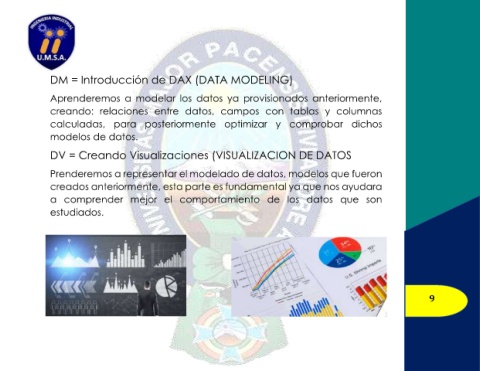 INGENIERIA INDUSTRIAL
U.M.S.A.
DM = Introducción de DAX (DATA MODELING)
Aprenderemos a modelar los datos ya provisionados anteriormente,
creando: relaciones entre datos, campos con tablas y columnas
calculadas, para posteriormente optimizar y comprobar dichos
modelos de datos.
DV = Creando Visualizaciones (VISUALIZACION DE DATOS
Prenderemos a representar el modelado de datos, modelos que fueron
creados anteriormente, esta parte es fundamental ya que nos ayudara
a comprender mejor el comportamiento de los datos que son
estudiados.
9